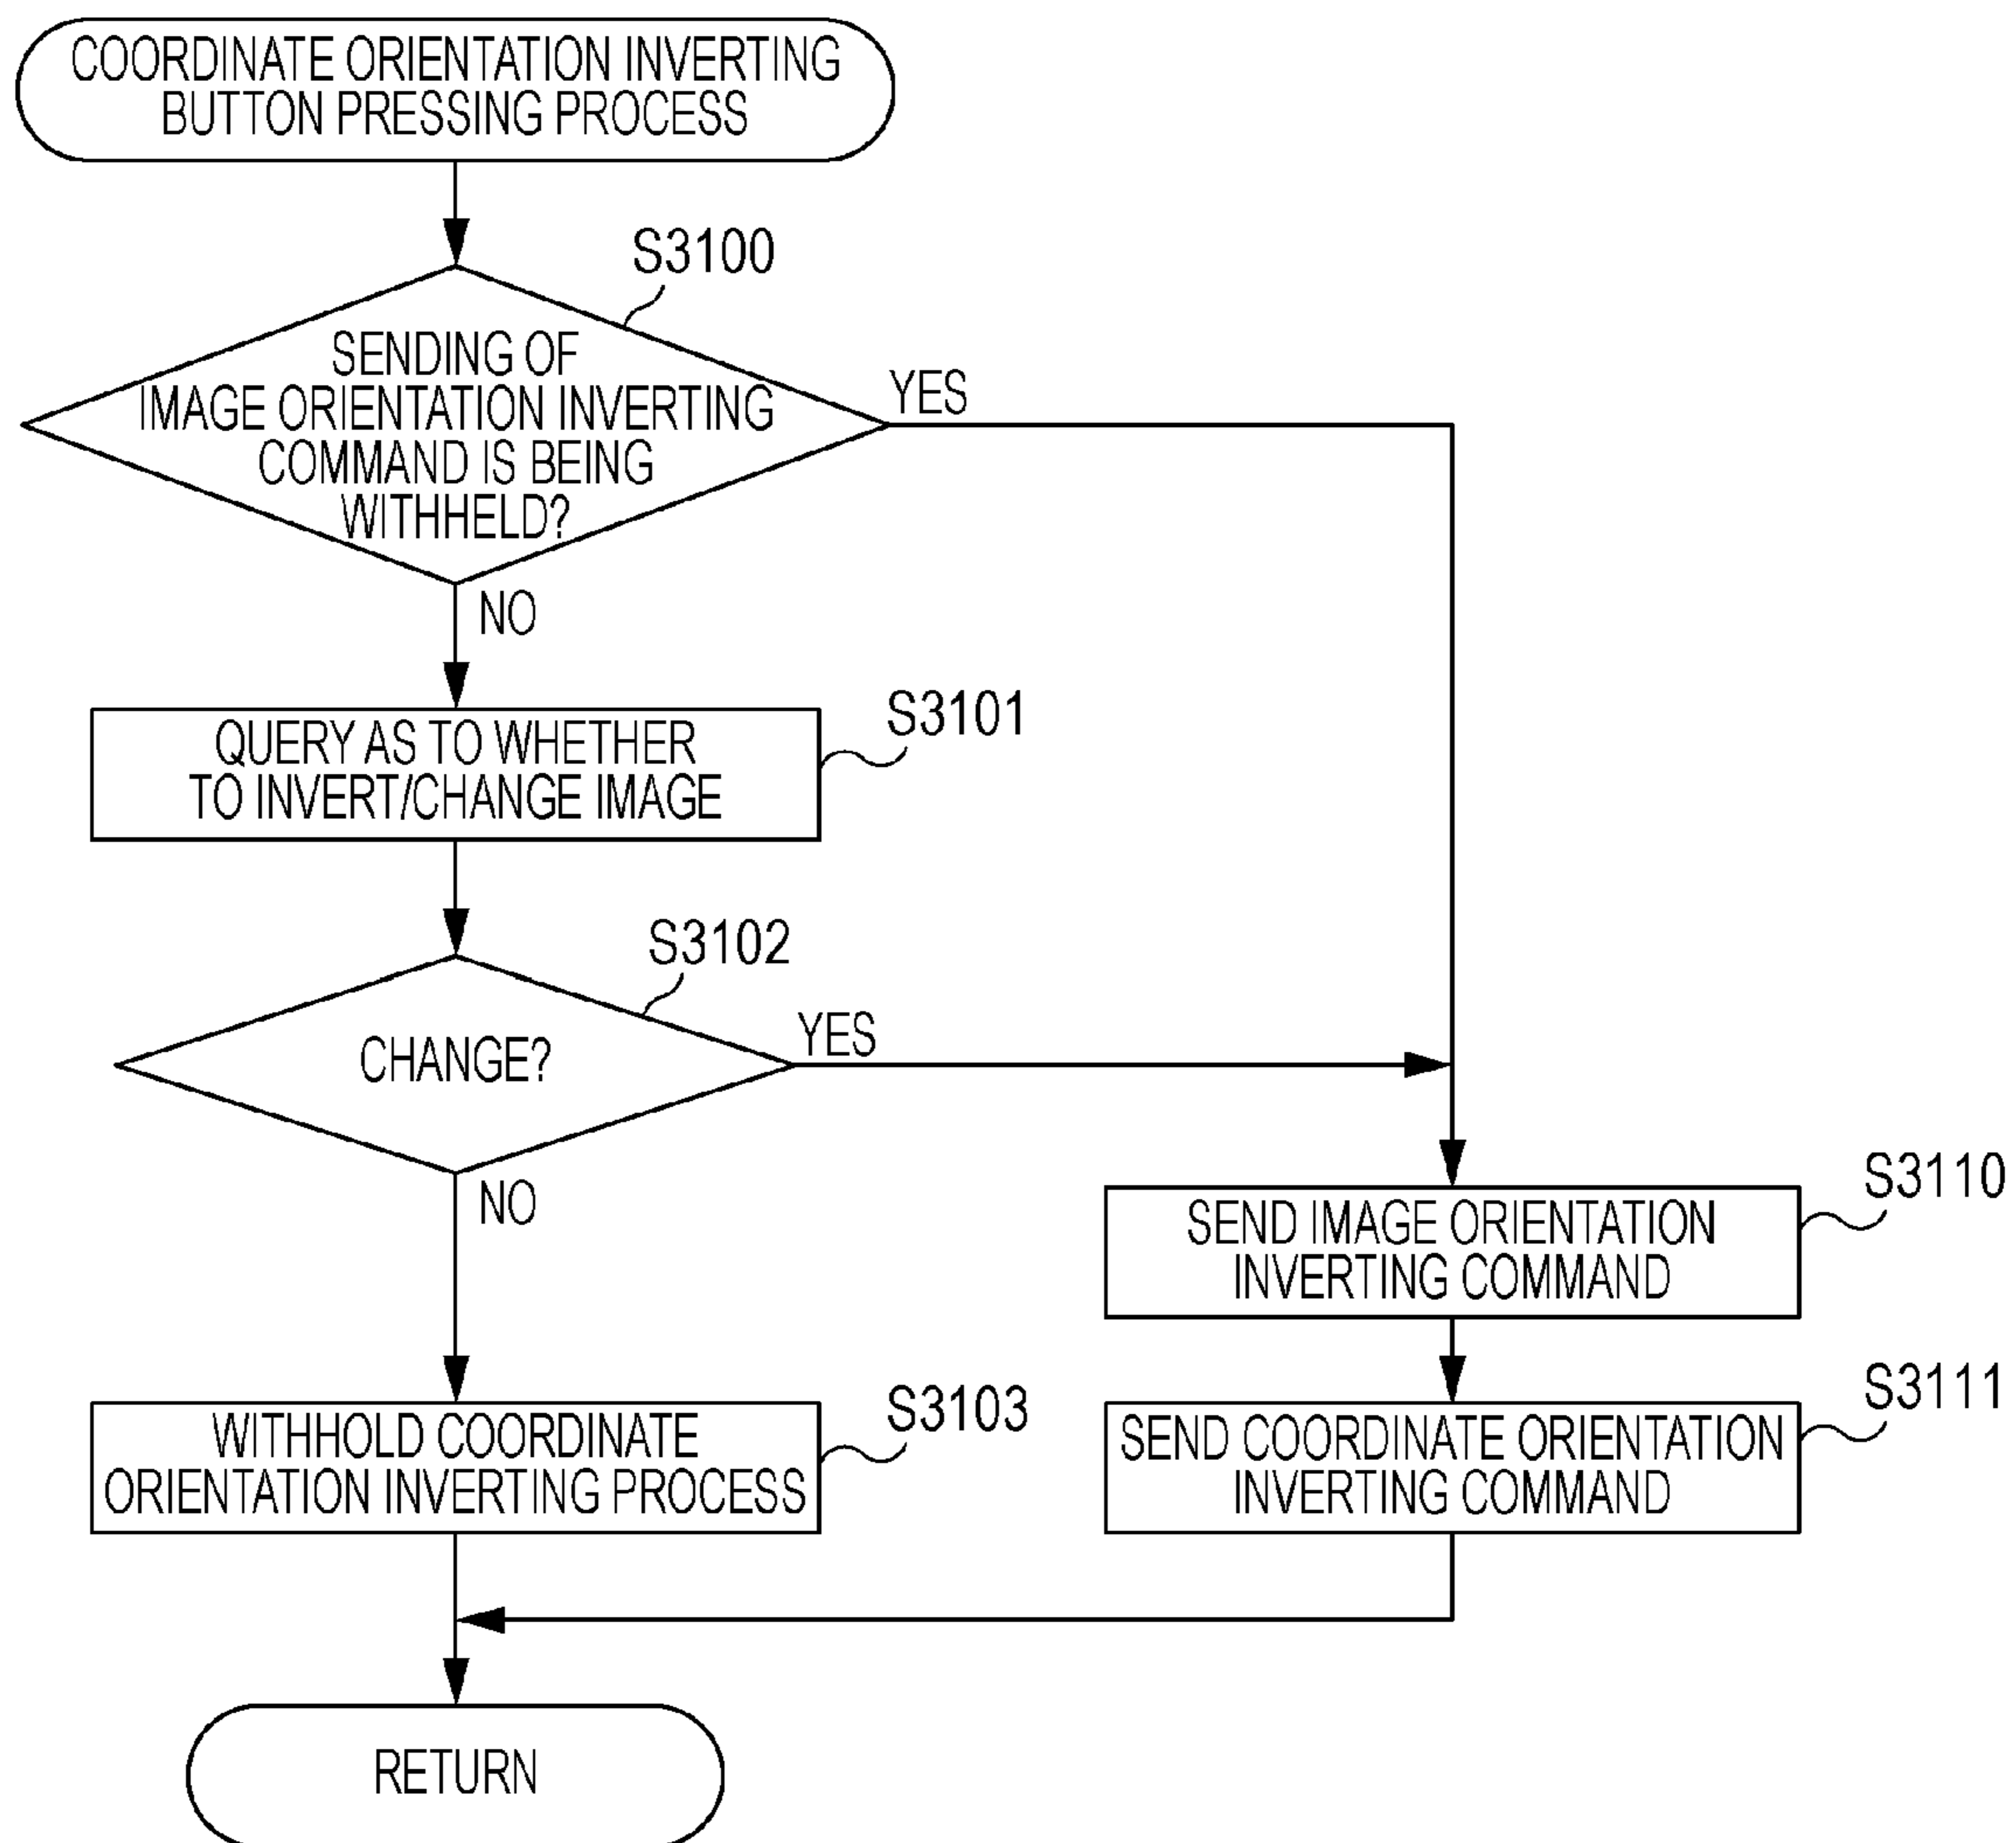 COORDINATE ORIENTATION INVERTING
BUTTON PRESSING PROCESS
S3100
SENDING OF
IMAGE ORIENTATION INVERTING
COMMAND IS BEING
WITHHELD?
YES
NO
S3101
QUERY AS TO WHETHER
TO INVERT/CHANGE IMAGE
S3102
CHANGE?
YES
NO
S3110
SEND IMAGE ORIENTATION
INVERTING COMMAND
S3103
WITHHOLD COORDINATE
ORIENTATION INVERTING PROCESS
S3111
SEND COORDINATE ORIENTATION
INVERTING COMMAND
RETURN